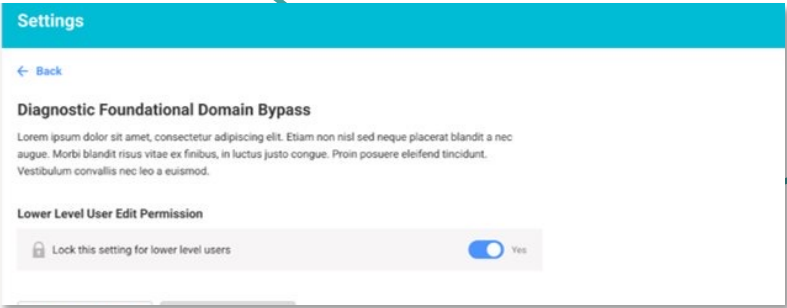 Settings
← Back
Diagnostic Foundational Domain Bypass
Lorem ipsum dolor sit amet, consectetur adipiscing elit. Etiam non nisl sed neque placerat blandit a nec
augue. Morbi blandit risus vitae ex finibus, in luctus justo congue. Proin posuere eleifend tincidunt.
Vestibulum convallis nec leo a euismod.
Lower Level User Edit Permission
Lock this setting for lower level users Yes